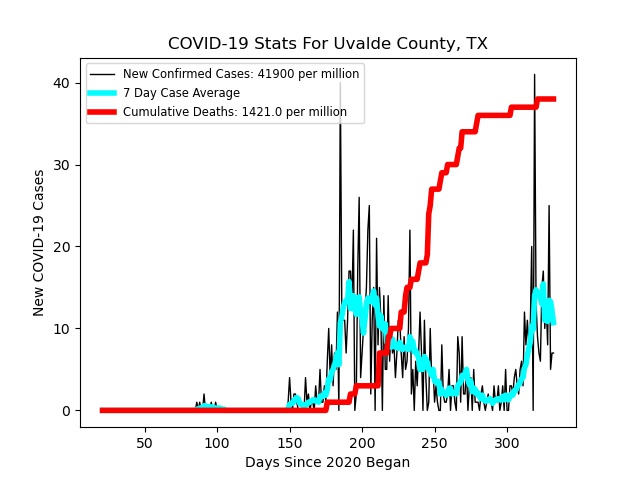 COVID-19 Stats For Uvalde County, TX
New Confirmed Cases: 41900 per million
7 Day Case Average
Cumulative Deaths: 1421.0 per million
New COVID-19 Cases
40
30
20
10
0
50 100 150 200 250 300
Days Since 2020 Began